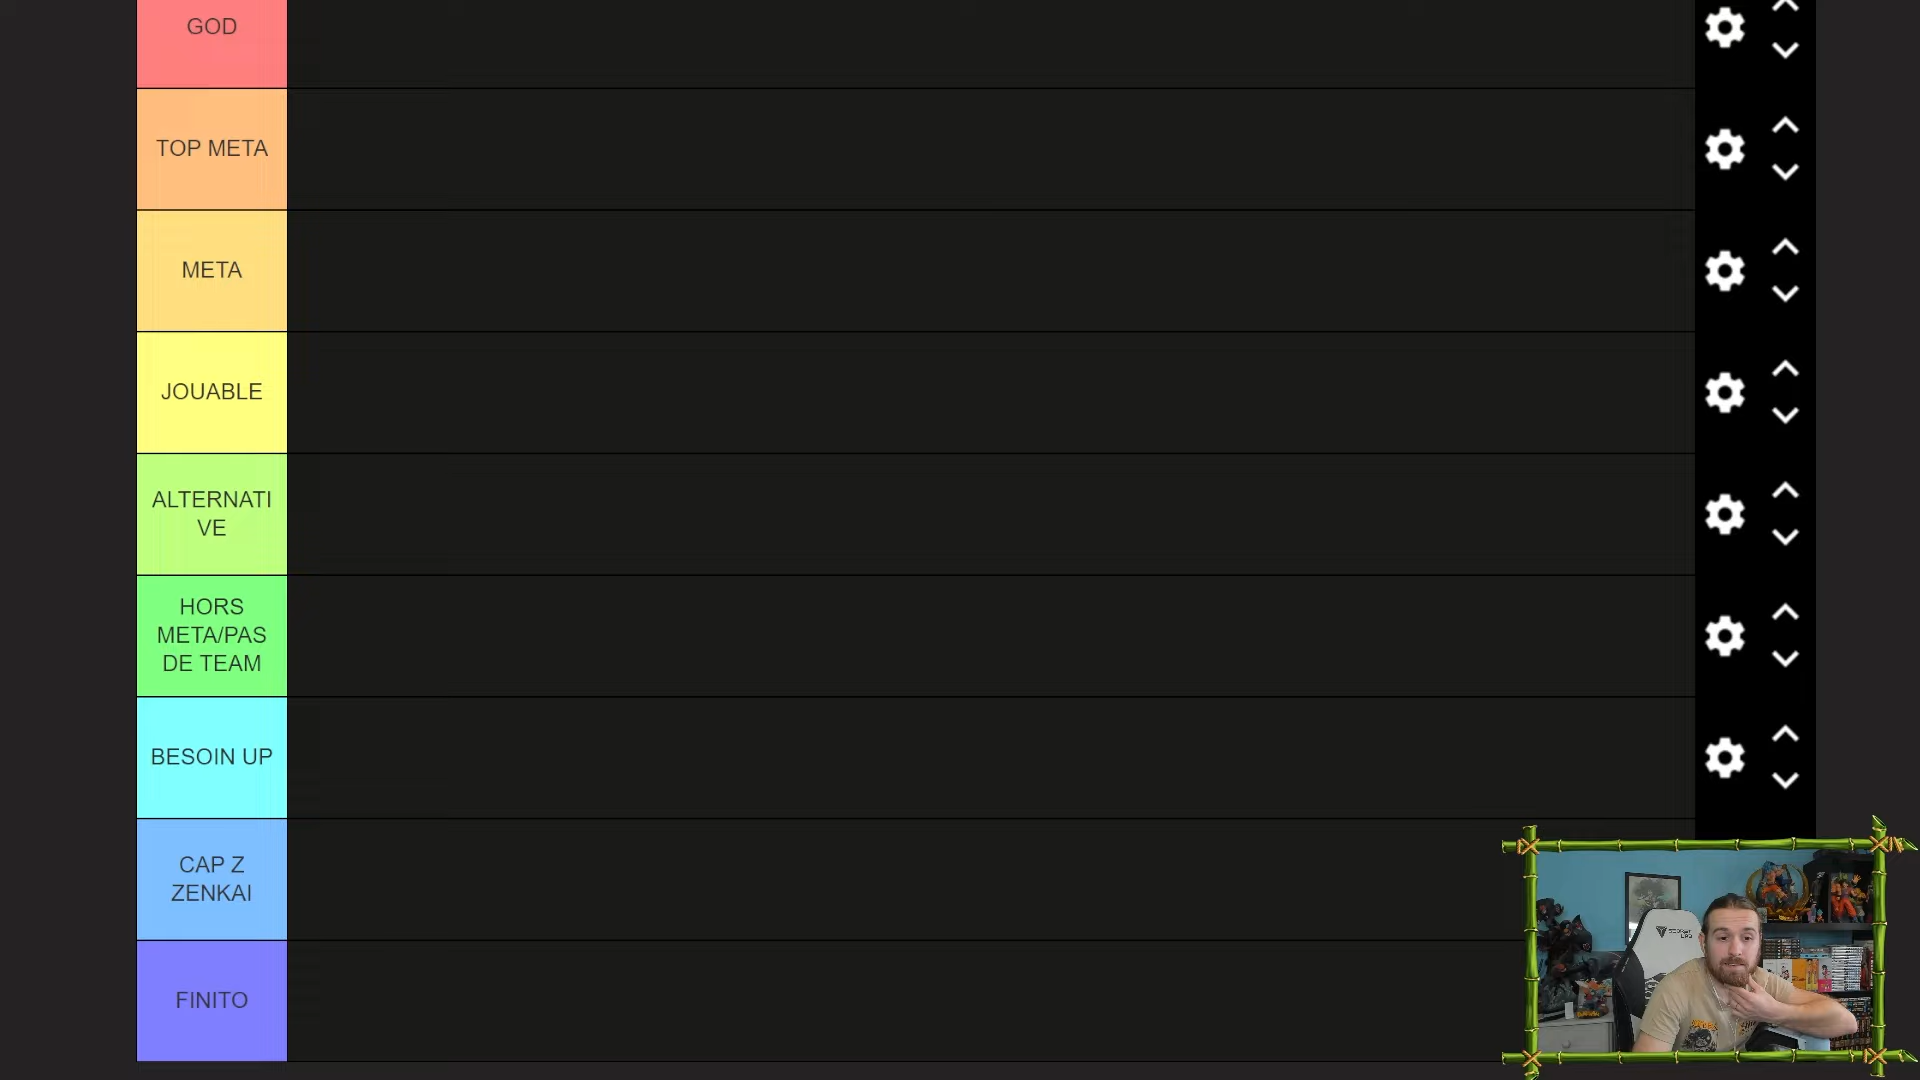 GOD
TOP META
META
JOUABLE
ALTERNATI
VE
HORS
META/PAS
DE TEAM
BESOIN UP
CAP Z
ZENKAI
FINITO